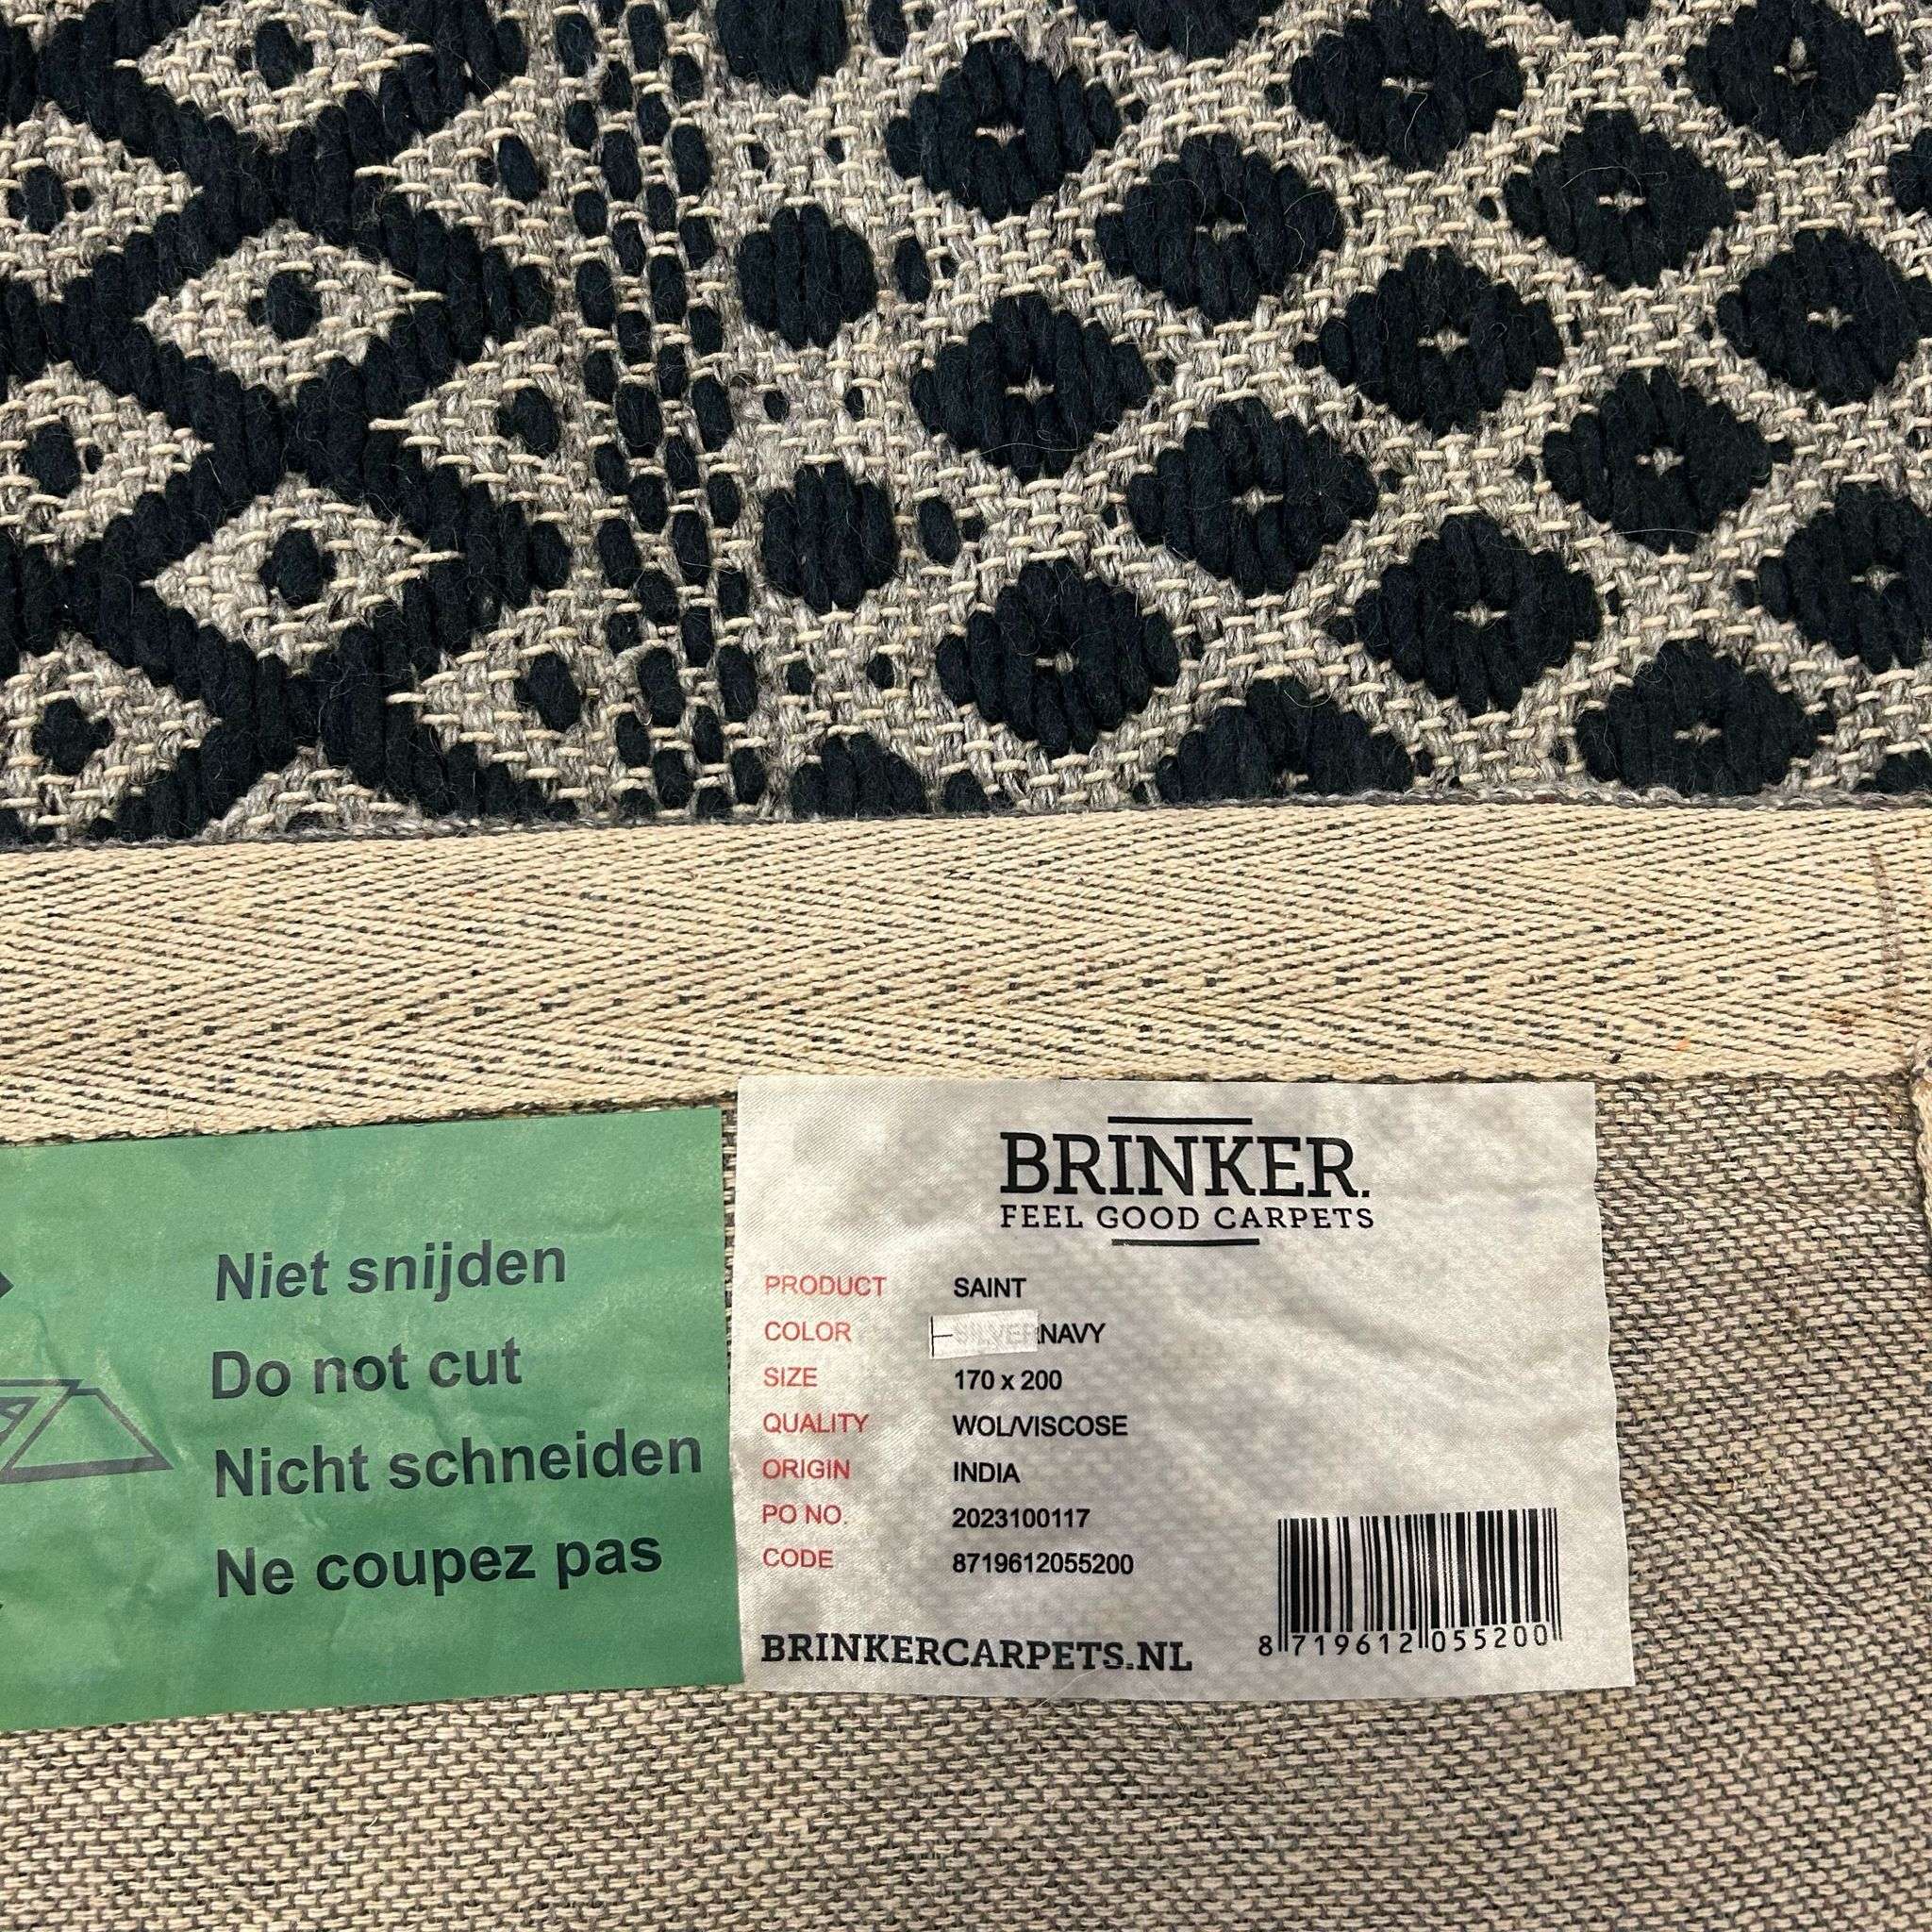 Niet snijden
Do not cut
Nicht schneiden
Ne coupez pas
BRINKER.
FEEL GOOD CARPETS
PRODUCT SAINT
COLOR SILVERNAVY
SIZE 170 x 200
QUALITY WOL/VISCOSE
ORIGIN INDIA
PO NO. 2023100117
CODE 8719612055200
BRINKERCARPETS.NL
8 719612 055200